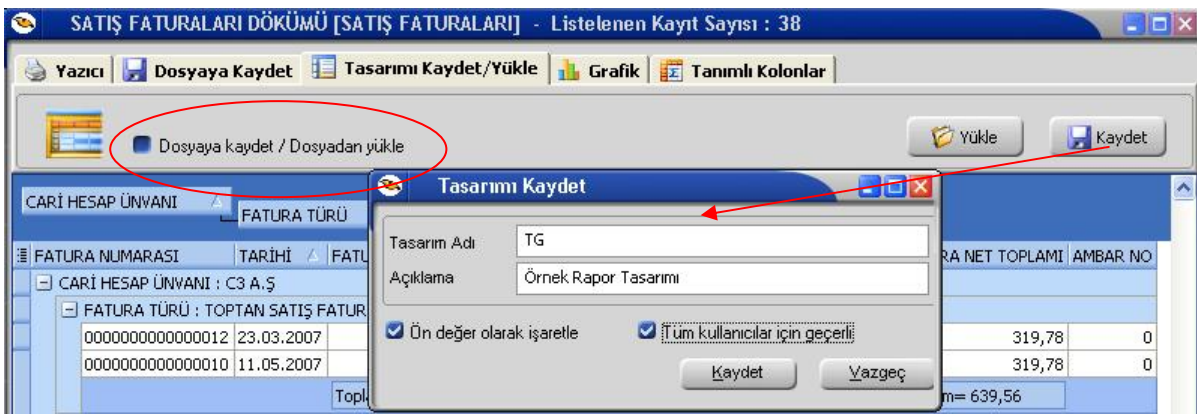 SATIŞ FATURALARI DÖKÜMÜ [SATIŞ FATURALARI] - Listelenen Kayıt Sayısı : 38
Yazıcı Dosyaya Kaydet Tasarımı Kaydet/Yükle Grafik Tanımlı Kolonlar
Dosyaya kaydet / Dosyadan yükle Yükle Kaydet
CARİ HESAP ÜNVANI
FATURA TÜRÜ
Tasarımı Kaydet
Tasarım Adı TG
Açıklama Örnek Rapor Tasarımı
Ön değer olarak işaretle Tüm kullanıcılar için geçerli
Kaydet Vazgeç
FATURA NUMARASI TARİHİ FATU RA NET TOPLAMI AMBAR NO
CARİ HESAP ÜNVANI : C3 A.Ş
FATURA TÜRÜ : TOPTAN SATIŞ FATUR
0000000000000012 23.03.2007 319,78 0
0000000000000010 11.05.2007 319,78 0
Topl m= 639,56